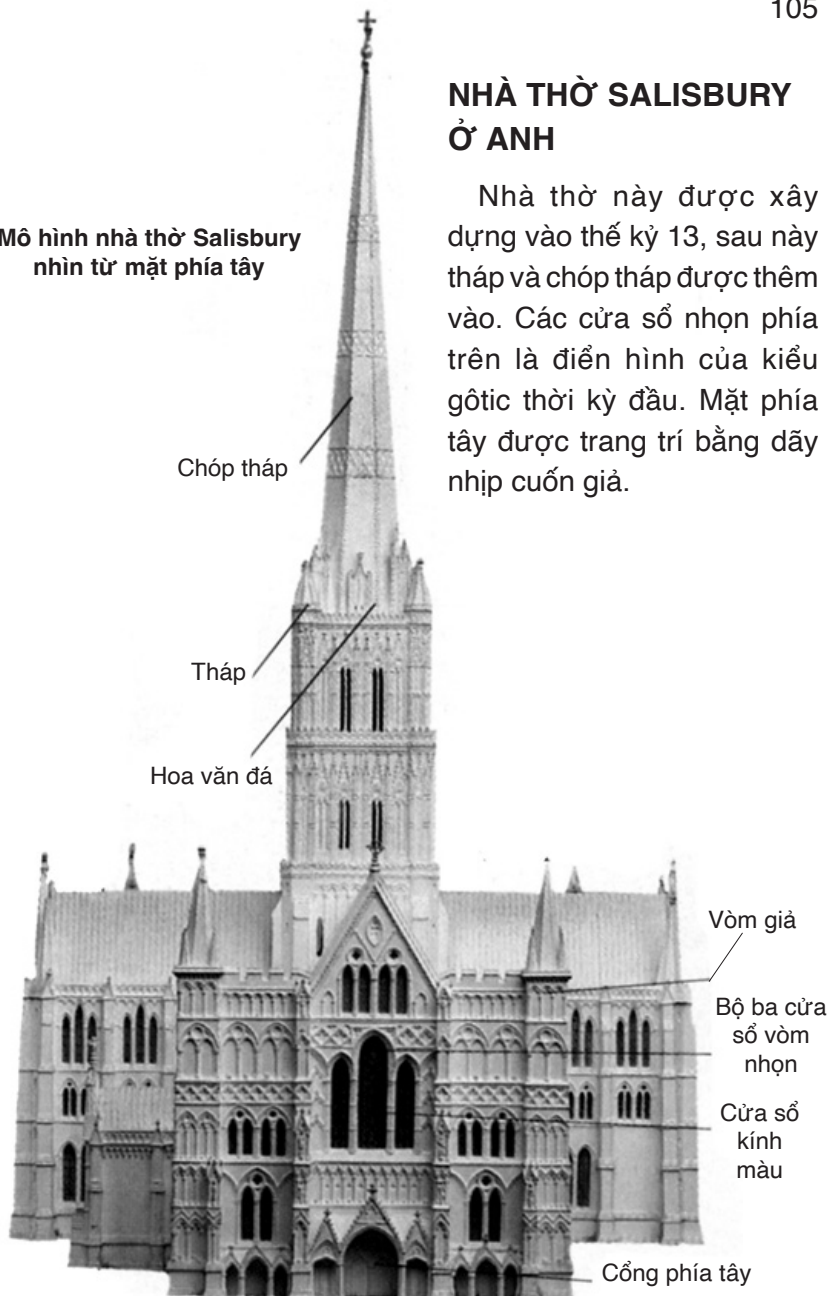 105
NHÀ THỜ SALISBURY
Ở ANH
Nhà thờ này được xây
dựng vào thế kỷ 13, sau này
tháp và chóp tháp được thêm
vào. Các cửa sổ nhọn phía
trên là điển hình của kiểu
gôtic thời kỳ đầu. Mặt phía
tây được trang trí bằng dãy
nhịp cuốn giả.
Mô hình nhà thờ Salisbury
nhìn từ mặt phía tây
Chóp tháp
Tháp
Hoa văn đá
Vòm giả
Bộ ba cửa
sổ vòm
nhọn
Cửa sổ
kính
màu
Cổng phía tây